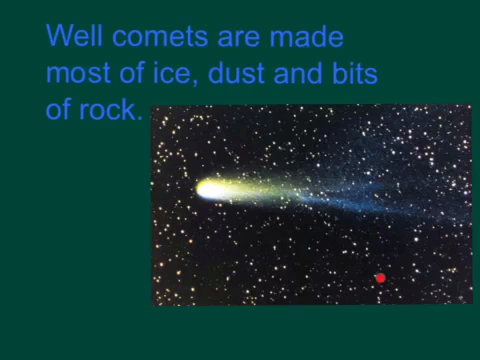 Well comets are made
most of ice, dust and bits
of rock.